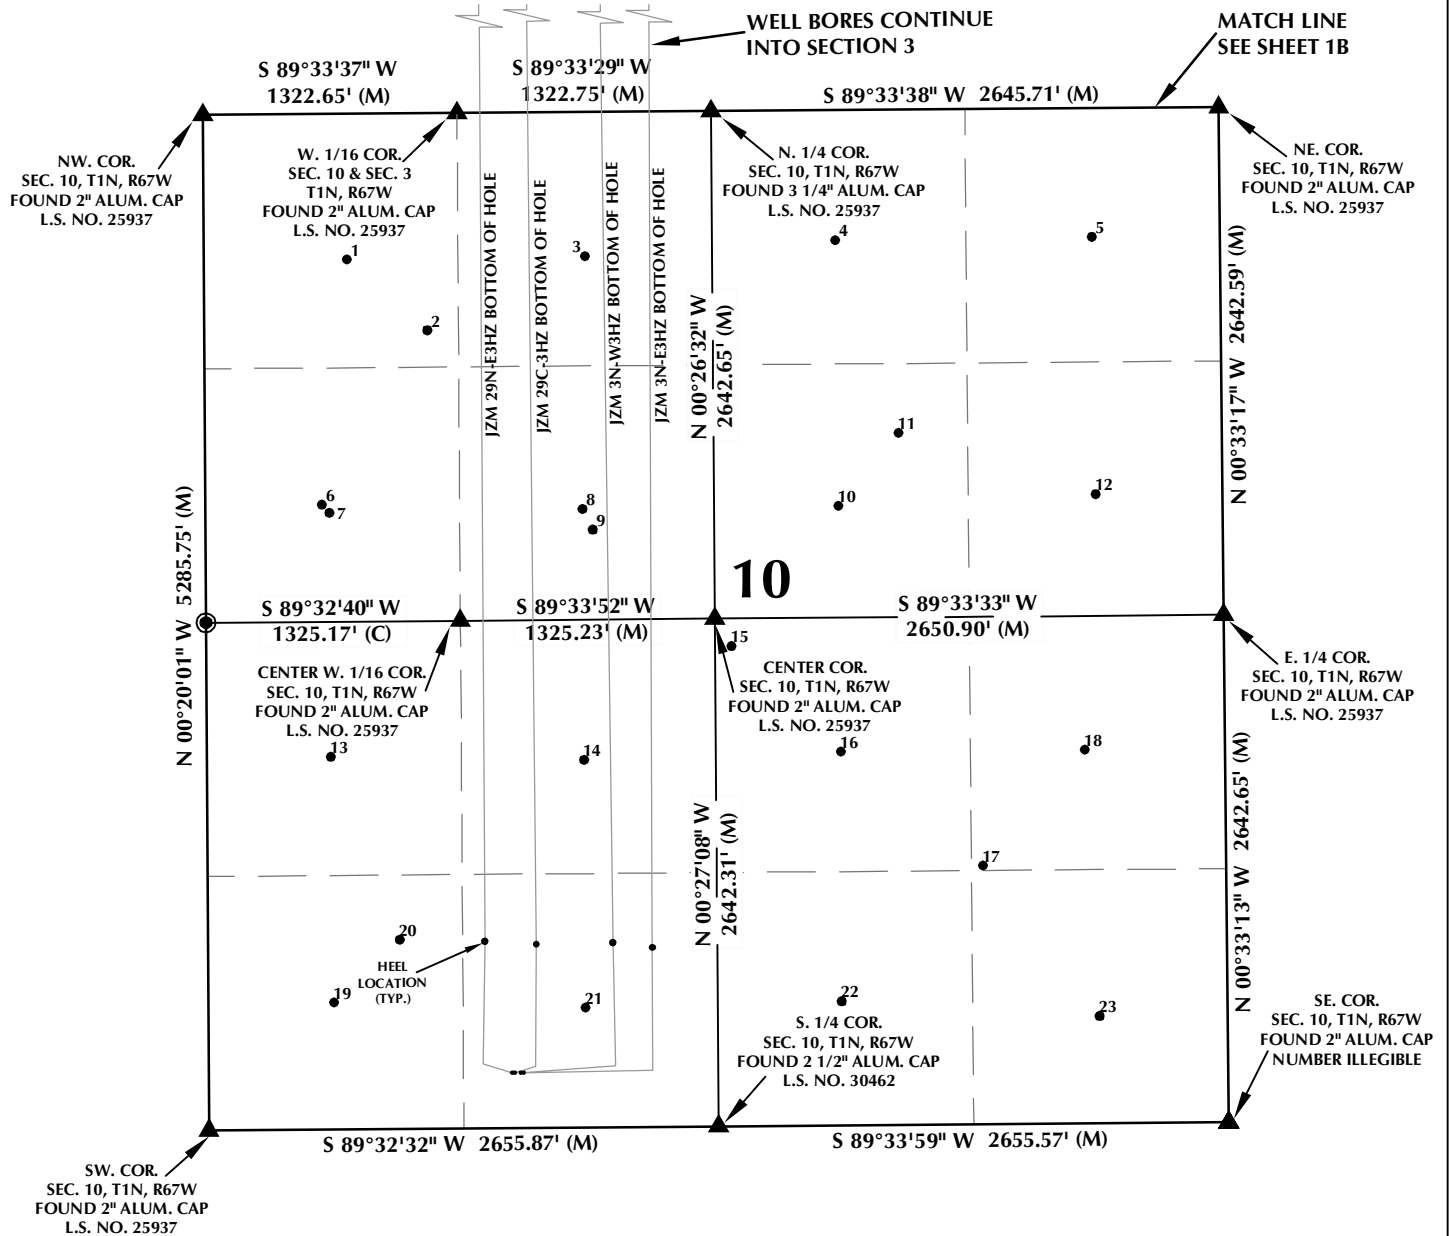 WELL BORES CONTINUE
INTO SECTION 3
MATCH LINE
SEE SHEET 1B
S 89°33'37" W
1322.65' (M)
S 89°33'29" W
1322.75' (M)
S 89°33'38" W 2645.71' (M)
NW. COR.
SEC. 10, T1N, R67W
FOUND 2" ALUM. CAP
L.S. NO. 25937
W. 1/16 COR.
SEC. 10 & SEC. 3
T1N, R67W
FOUND 2" ALUM. CAP
L.S. NO. 25937
N. 1/4 COR.
SEC. 10, T1N, R67W
FOUND 3 1/4" ALUM. CAP
L.S. NO. 25937
NE. COR.
SEC. 10, T1N, R67W
FOUND 2" ALUM. CAP
L.S. NO. 25937
1
2
3
4
5
JZM 29N-E3HZ BOTTOM OF HOLE
JZM 29C-3HZ BOTTOM OF HOLE
JZM 3N-W3HZ BOTTOM OF HOLE
JZM 3N-E3HZ BOTTOM OF HOLE
N 00°26'32" W
2642.65' (M)
N 00°33'17" W 2642.59' (M)
N 00°20'01" W 5285.75' (M)
6
7
8
9
10
11
12
10
S 89°32'40" W
1325.17' (C)
S 89°33'52" W
1325.23' (M)
S 89°33'33" W
2650.90' (M)
15
CENTER W. 1/16 COR.
SEC. 10, T1N, R67W
FOUND 2" ALUM. CAP
L.S. NO. 25937
CENTER COR.
SEC. 10, T1N, R67W
FOUND 2" ALUM. CAP
L.S. NO. 25937
E. 1/4 COR.
SEC. 10, T1N, R67W
FOUND 2" ALUM. CAP
L.S. NO. 25937
13
14
16
18
17
N 00°27'08" W
2642.31' (M)
N 00°33'13" W 2642.65' (M)
20
HEEL
LOCATION
(TYP.)
19
21
22
23
S. 1/4 COR.
SEC. 10, T1N, R67W
FOUND 2 1/2" ALUM. CAP
L.S. NO. 30462
SE. COR.
SEC. 10, T1N, R67W
FOUND 2" ALUM. CAP
NUMBER ILLEGIBLE
S 89°32'32" W 2655.87' (M)
S 89°33'59" W 2655.57' (M)
SW. COR.
SEC. 10, T1N, R67W
FOUND 2" ALUM. CAP
L.S. NO. 25937